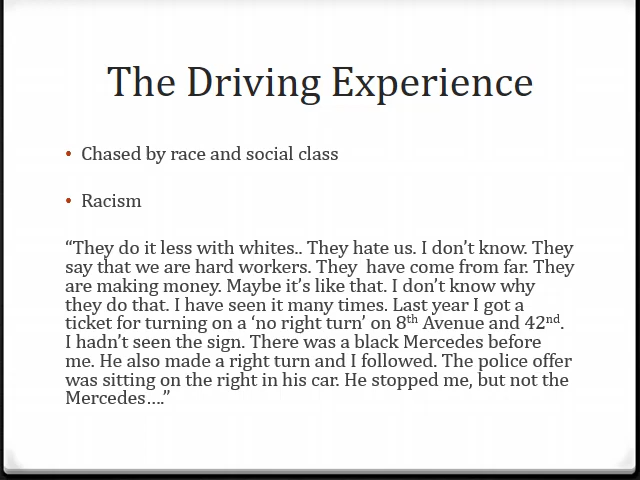 The Driving Experience
• Chased by race and social class
• Racism
“They do it less with whites.. They hate us. I don’t know. They
say that we are hard workers. They  have come from far. They
are making money. Maybe it’s like that. I don’t know why
they do that. I have seen it many times. Last year I got a
ticket for turning on a ‘no right turn’ on 8th Avenue and 42nd.
I hadn’t seen the sign. There was a black Mercedes before
me. He also made a right turn and I followed. The police offer
was sitting on the right in his car. He stopped me, but not the
Mercedes….”